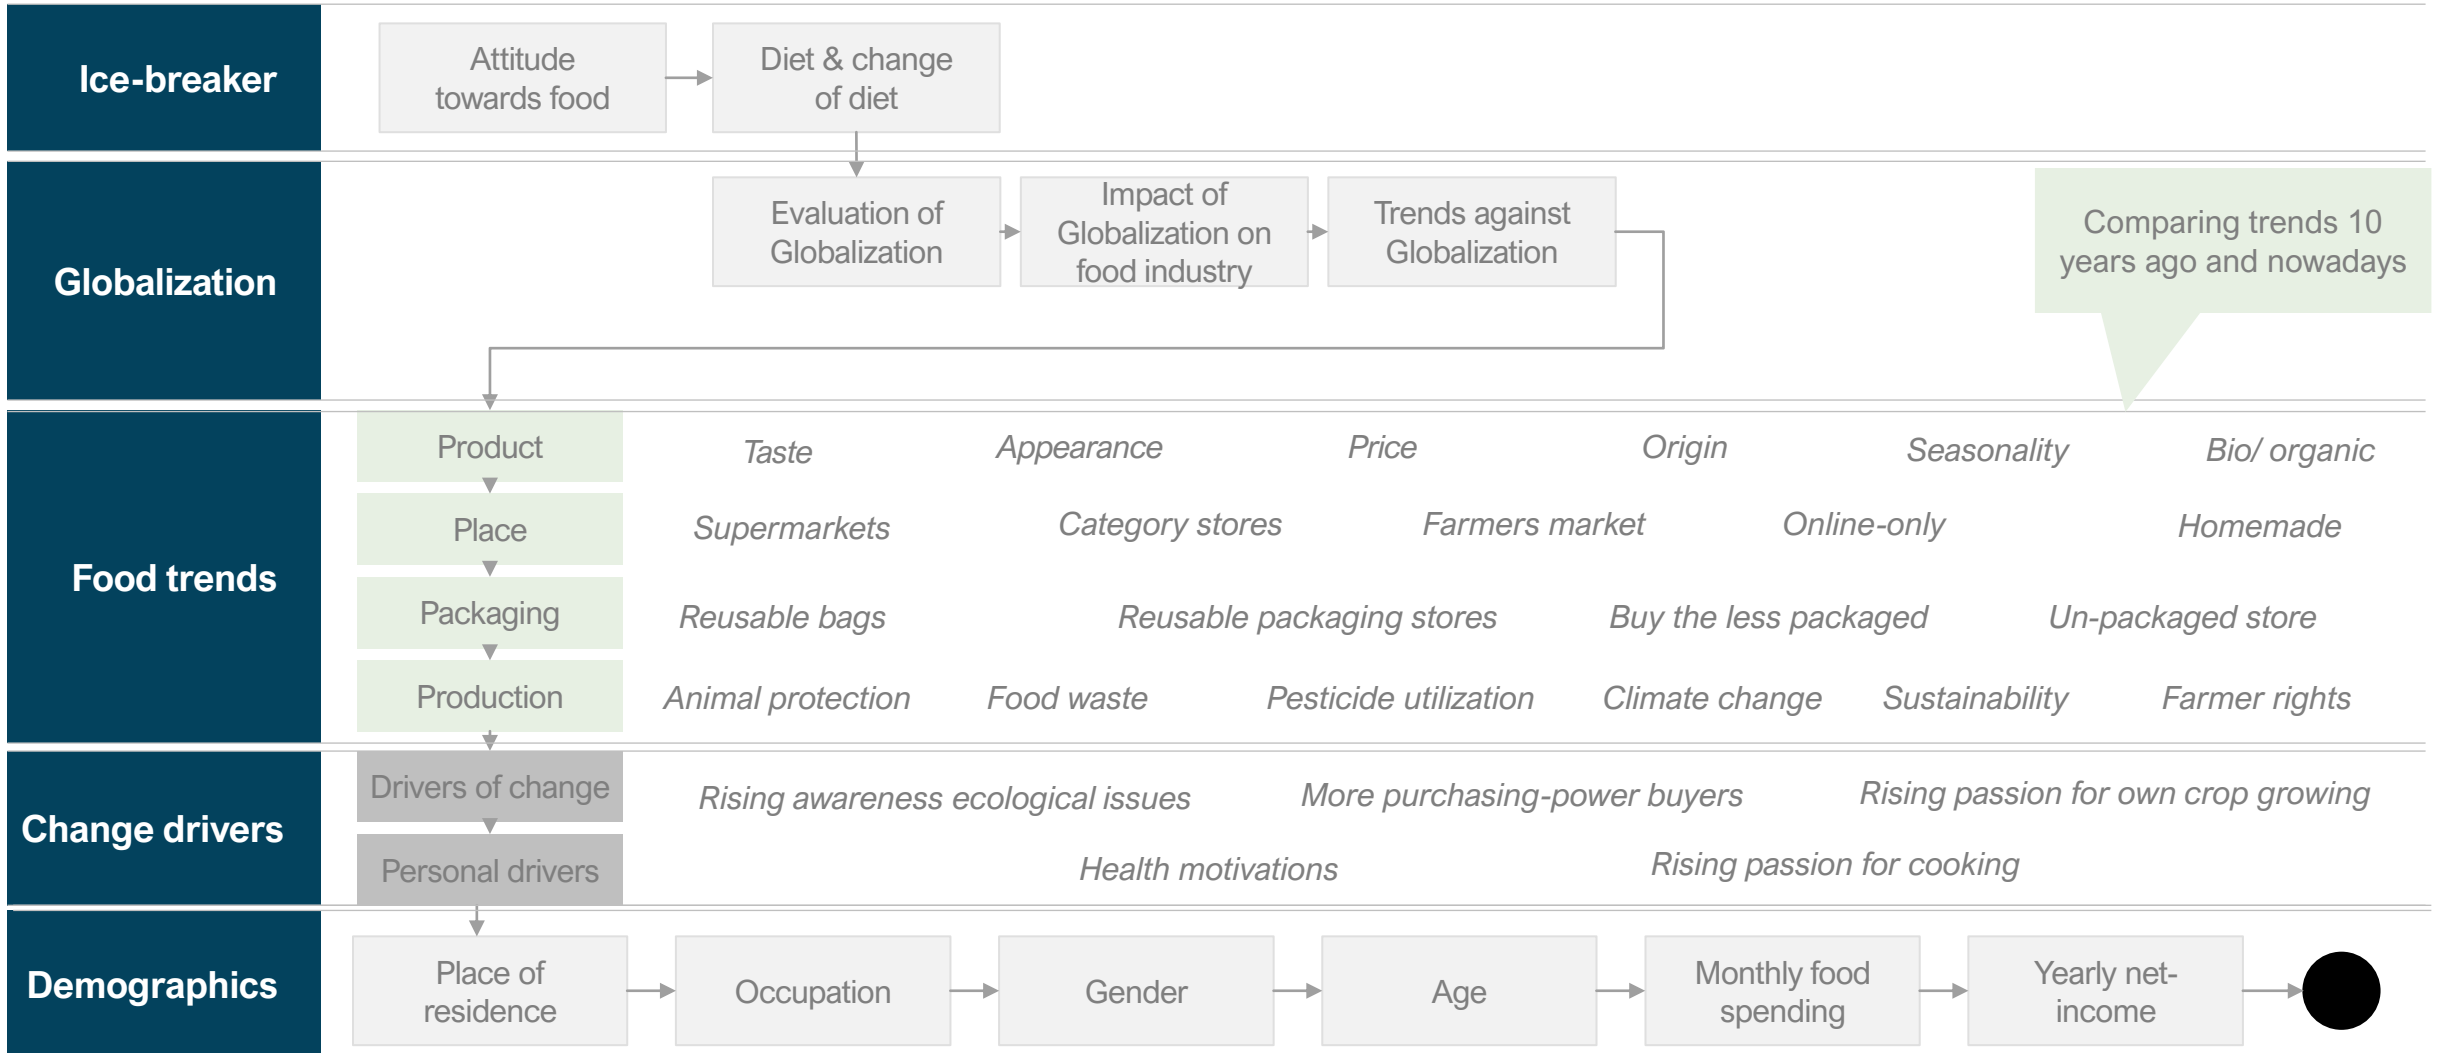 Ice-breaker
Attitude
towards food
Diet & change
of diet
Globalization
Evaluation of
Globalization
Impact of
Globalization on
food industry
Trends against
Globalization
Comparing trends 10
years ago and nowadays
Food trends
Product
Taste
Appearance
Price
Origin
Seasonality
Bio/ organic
Place
Supermarkets
Category stores
Farmers market
Online-only
Homemade
Packaging
Reusable bags
Reusable packaging stores
Buy the less packaged
Un-packaged store
Production
Animal protection
Food waste
Pesticide utilization
Climate change
Sustainability
Farmer rights
Change drivers
Drivers of change
Rising awareness ecological issues
More purchasing-power buyers
Rising passion for own crop growing
Personal drivers
Health motivations
Rising passion for cooking
Demographics
Place of
residence
Occupation
Gender
Age
Monthly food
spending
Yearly net-
income